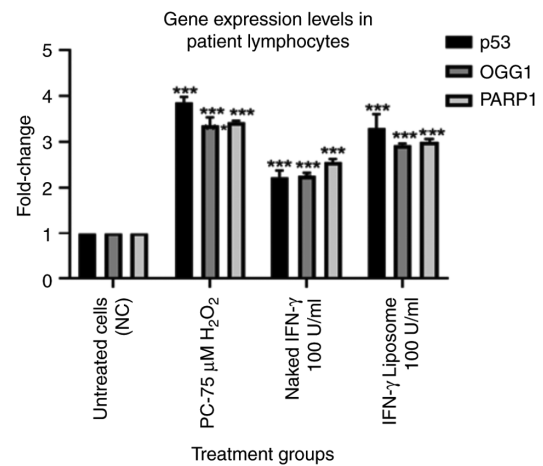 Gene expression levels in
patient lymphocytes
p53
OGG1
PARP1
Fold-change
5
4
3
2
1
0
***
***
***
***
***
***
***
***
***
Untreated cells
(NC)
PC-75 µM H₂O₂
Naked IFN-γ
100 U/ml
IFN-γ Liposome
100 U/ml
Treatment groups